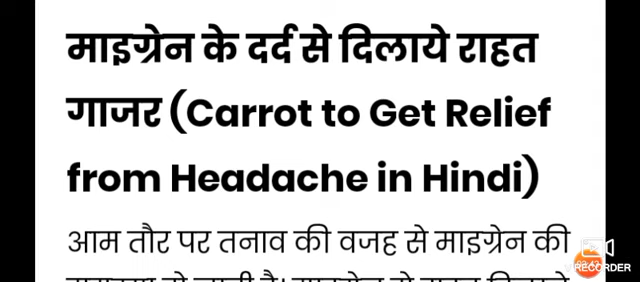 माइग्रेन के दर्द से दिलाये राहत
गाजर (Carrot to Get Relief
from Headache in Hindi)
आम तौर पर तनाव की वजह से माइग्रेन की
RECORDER